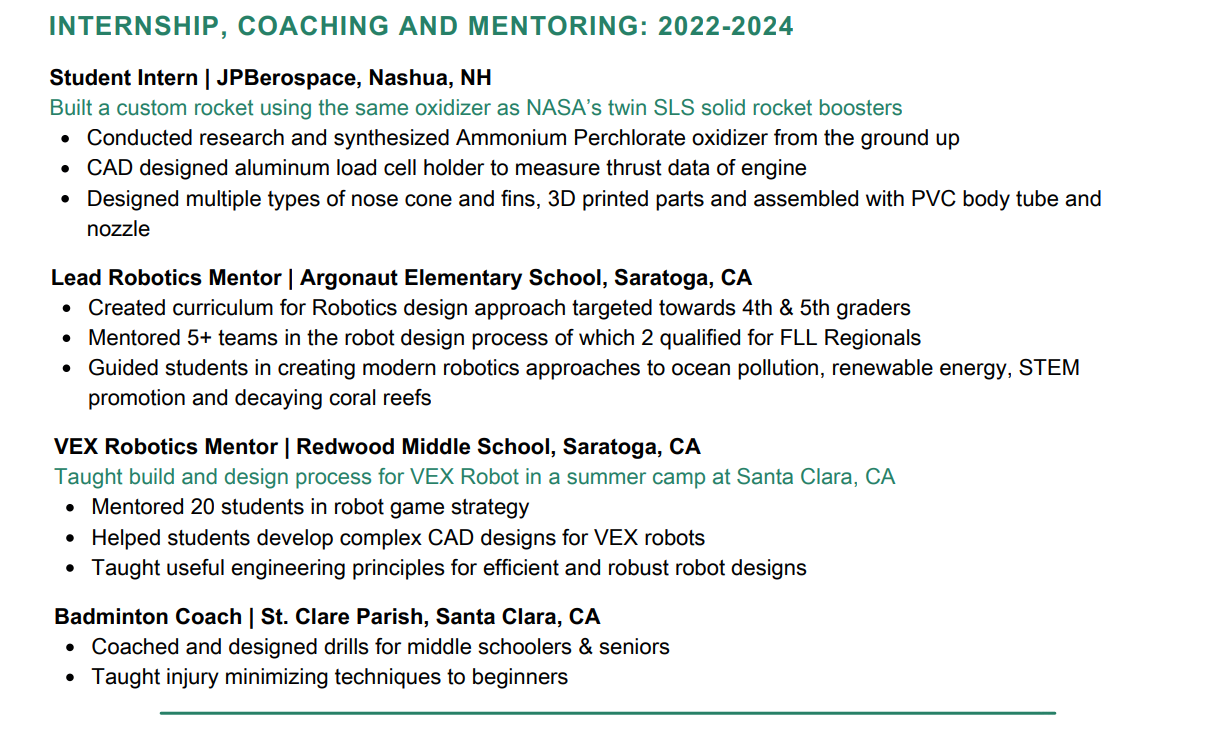 INTERNSHIP, COACHING AND MENTORING: 2022-2024
Student Intern | JPBerospace, Nashua, NH
Built a custom rocket using the same oxidizer as NASA's twin SLS solid rocket boosters
• Conducted research and synthesized Ammonium Perchlorate oxidizer from the ground up
• CAD designed aluminum load cell holder to measure thrust data of engine
• Designed multiple types of nose cone and fins, 3D printed parts and assembled with PVC body tube and
nozzle
Lead Robotics Mentor | Argonaut Elementary School, Saratoga, CA
• Created curriculum for Robotics design approach targeted towards 4th & 5th graders
• Mentored 5+ teams in the robot design process of which 2 qualified for FLL Regionals
• Guided students in creating modern robotics approaches to ocean pollution, renewable energy, STEM
promotion and decaying coral reefs
VEX Robotics Mentor | Redwood Middle School, Saratoga, CA
Taught build and design process for VEX Robot in a summer camp at Santa Clara, CA
• Mentored 20 students in robot game strategy
• Helped students develop complex CAD designs for VEX robots
• Taught useful engineering principles for efficient and robust robot designs
Badminton Coach | St. Clare Parish, Santa Clara, CA
• Coached and designed drills for middle schoolers & seniors
• Taught injury minimizing techniques to beginners